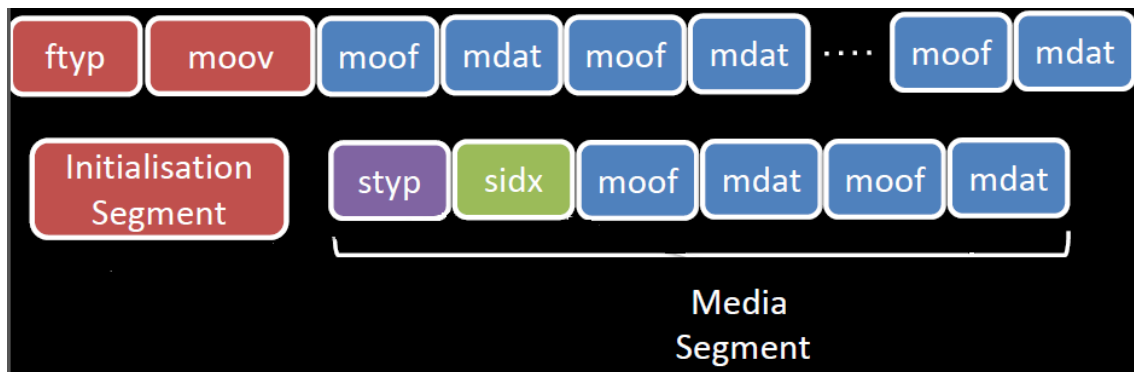 ftyp moov moof mdat moof mdat .... moof mdat
Initialisation
Segment
styp sidx moof mdat moof mdat
Media
Segment